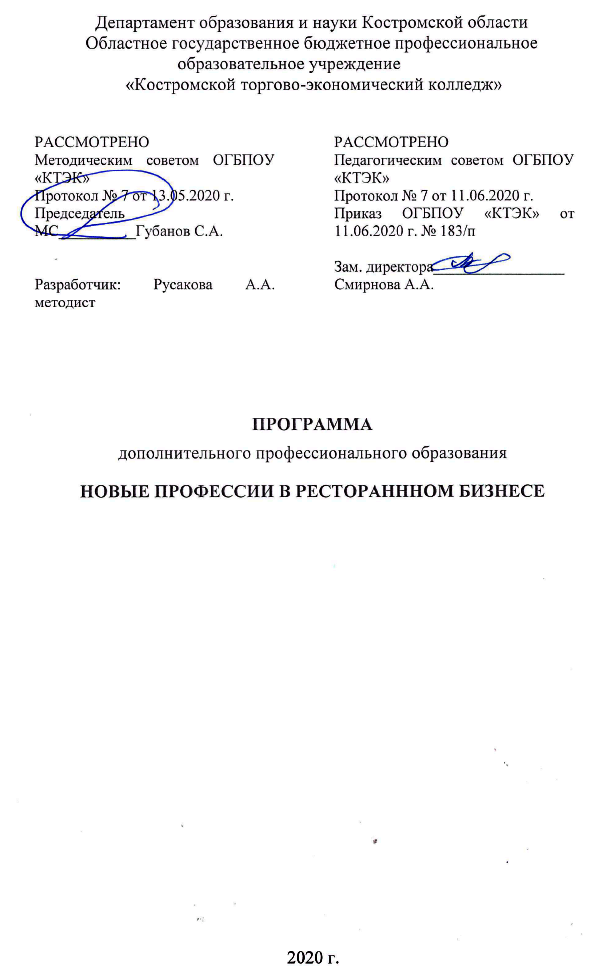 Департамент образования и науки Костромской области
Областное государственное бюджетное профессиональное
образовательное учреждение
«Костромской торгово-экономический колледж»
РАССМОТРЕНО
Методическим советом ОГБПОУ
«КТЭК»
Протокол № 7 от 13.05.2020 г.
Председатель
МС__________Губанов С.А.
Разработчик: Русакова А.А.
методист
РАССМОТРЕНО
Педагогическим советом ОГБПОУ
«КТЭК»
Протокол № 7 от 11.06.2020 г.
Приказ ОГБПОУ «КТЭК» от
11.06.2020 г. № 183/п
Зам. директора_________________
Смирнова А.А.
ПРОГРАММА
дополнительного профессионального образования
НОВЫЕ ПРОФЕССИИ В РЕСТОРАНННОМ БИЗНЕСЕ
2020 г.